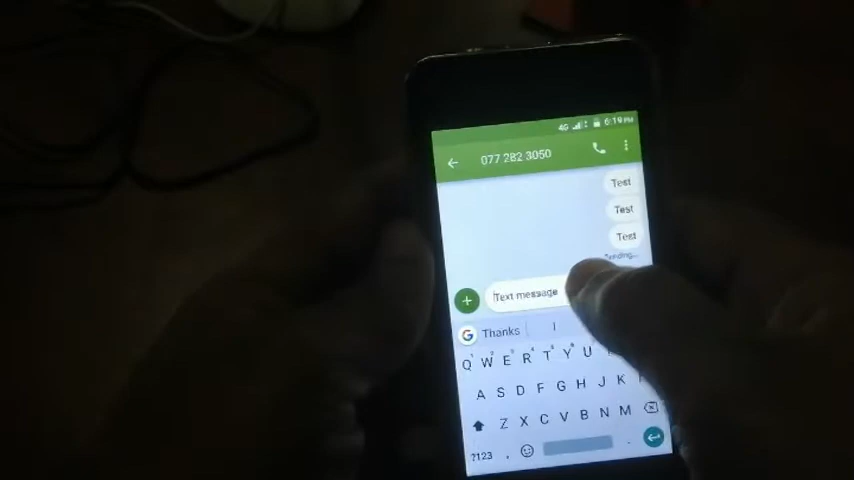 4G 6:19 PM
077 282 3050
Test
Test
Test
Sending...
Text message
G Thanks I
Q W E R T Y U
A S D F G H J K
Z X C V B N M
?123 , .